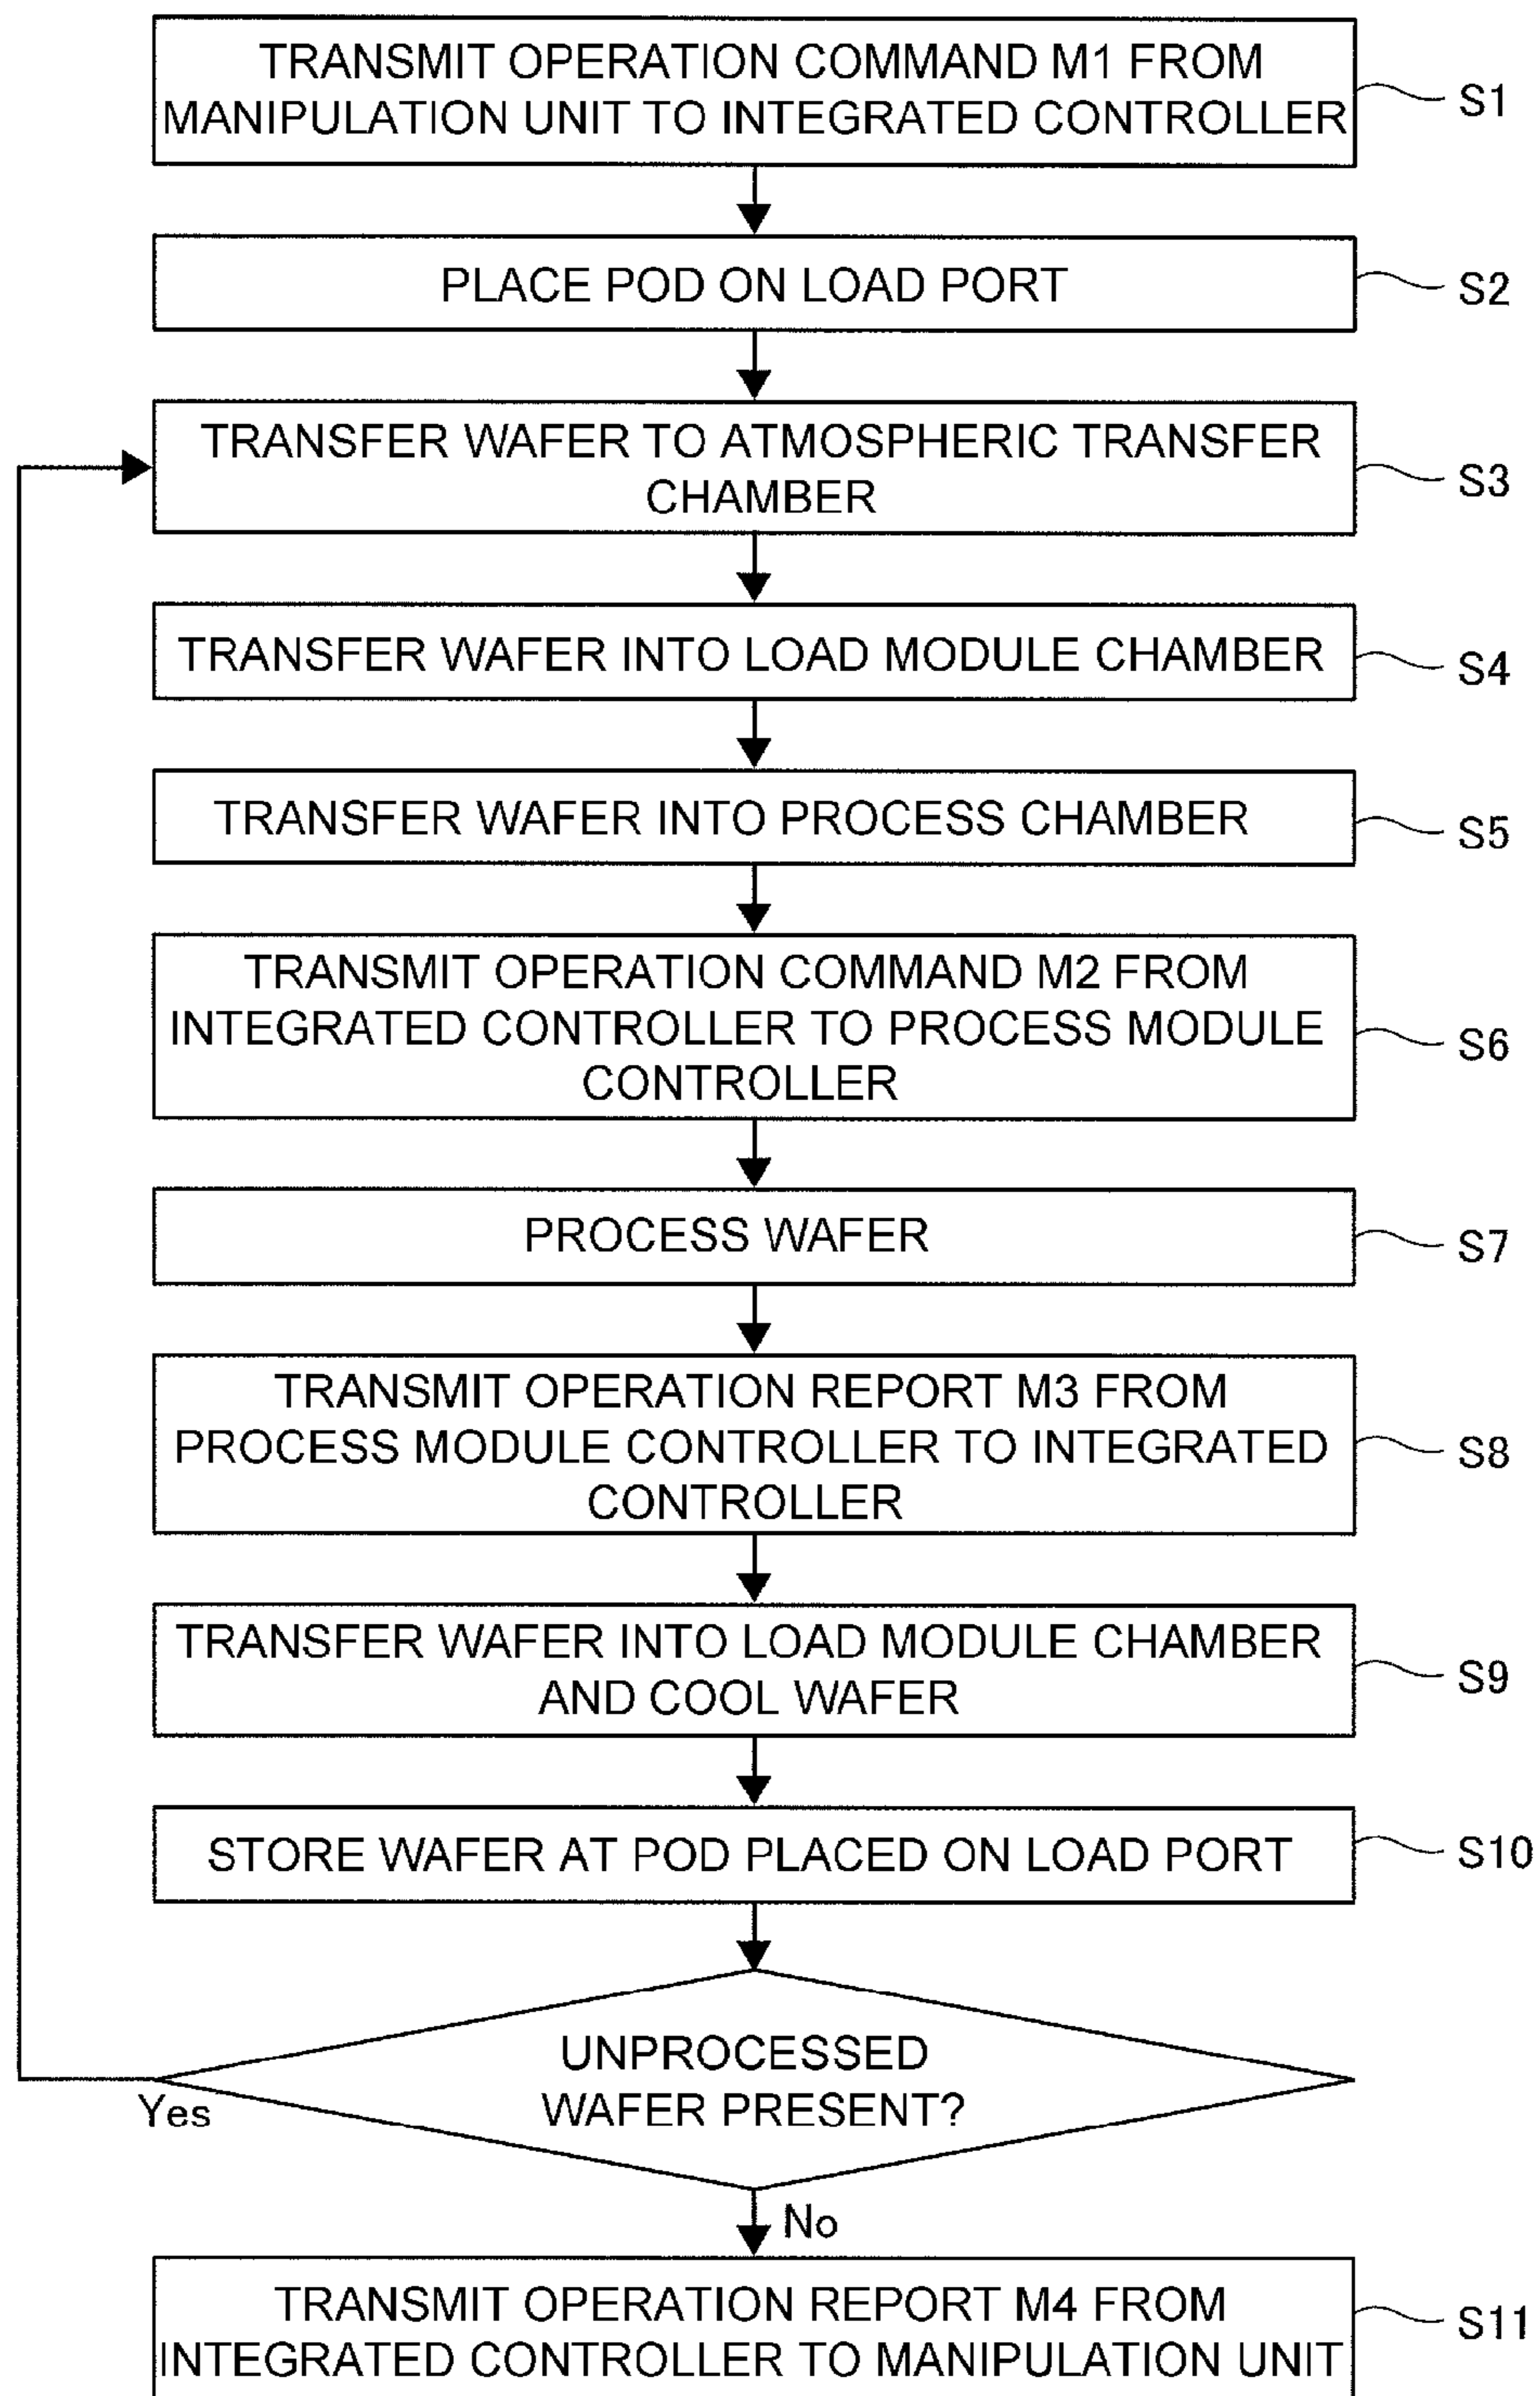 TRANSMIT OPERATION COMMAND M1 FROM
MANIPULATION UNIT TO INTEGRATED CONTROLLER
S1
PLACE POD ON LOAD PORT
S2
TRANSFER WAFER TO ATMOSPHERIC TRANSFER
CHAMBER
S3
TRANSFER WAFER INTO LOAD MODULE CHAMBER
S4
TRANSFER WAFER INTO PROCESS CHAMBER
S5
TRANSMIT OPERATION COMMAND M2 FROM
INTEGRATED CONTROLLER TO PROCESS MODULE
CONTROLLER
S6
PROCESS WAFER
S7
TRANSMIT OPERATION REPORT M3 FROM
PROCESS MODULE CONTROLLER TO INTEGRATED
CONTROLLER
S8
TRANSFER WAFER INTO LOAD MODULE CHAMBER
AND COOL WAFER
S9
STORE WAFER AT POD PLACED ON LOAD PORT
S10
UNPROCESSED
WAFER PRESENT?
Yes
No
TRANSMIT OPERATION REPORT M4 FROM
INTEGRATED CONTROLLER TO MANIPULATION UNIT
S11